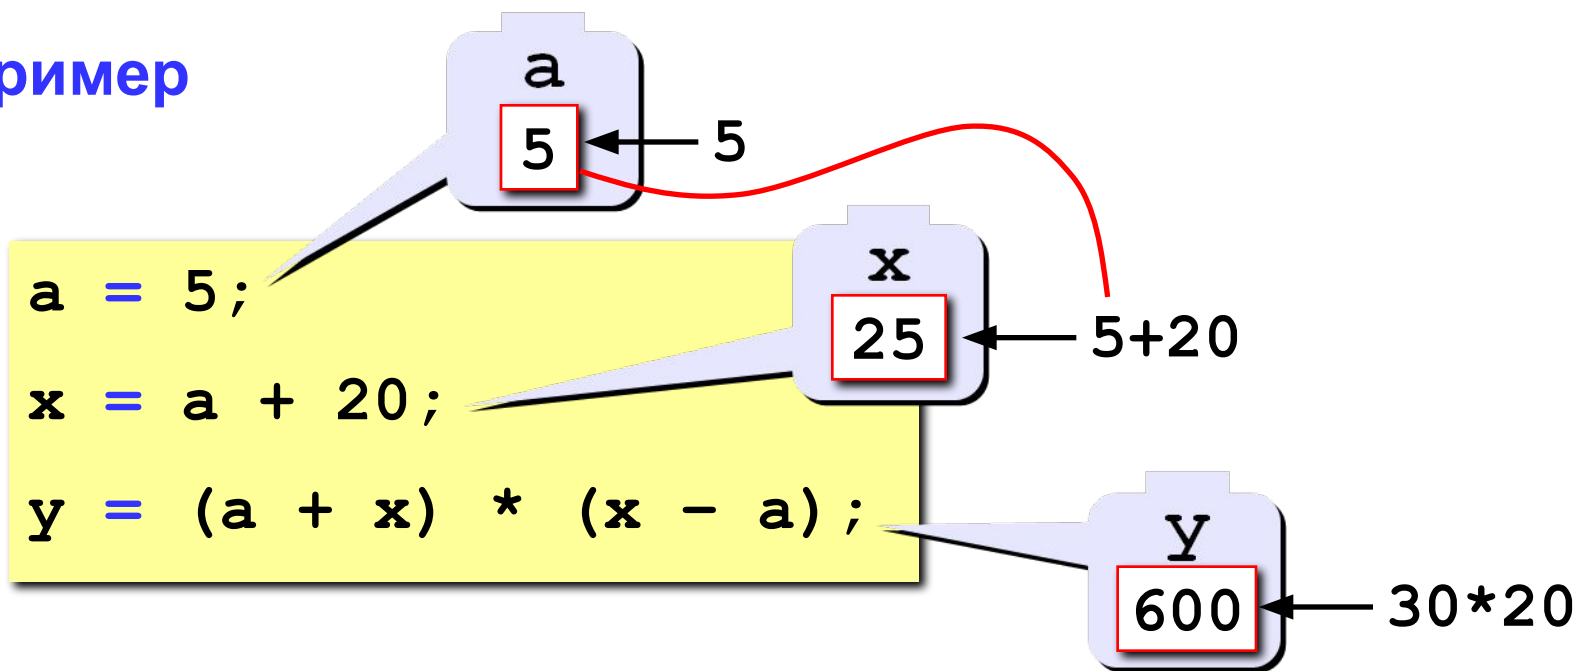 ример
a
5 5
a = 5;
x
25 5+20
x = a + 20;
y = (a + x) * (x - a);
y
600 30*20